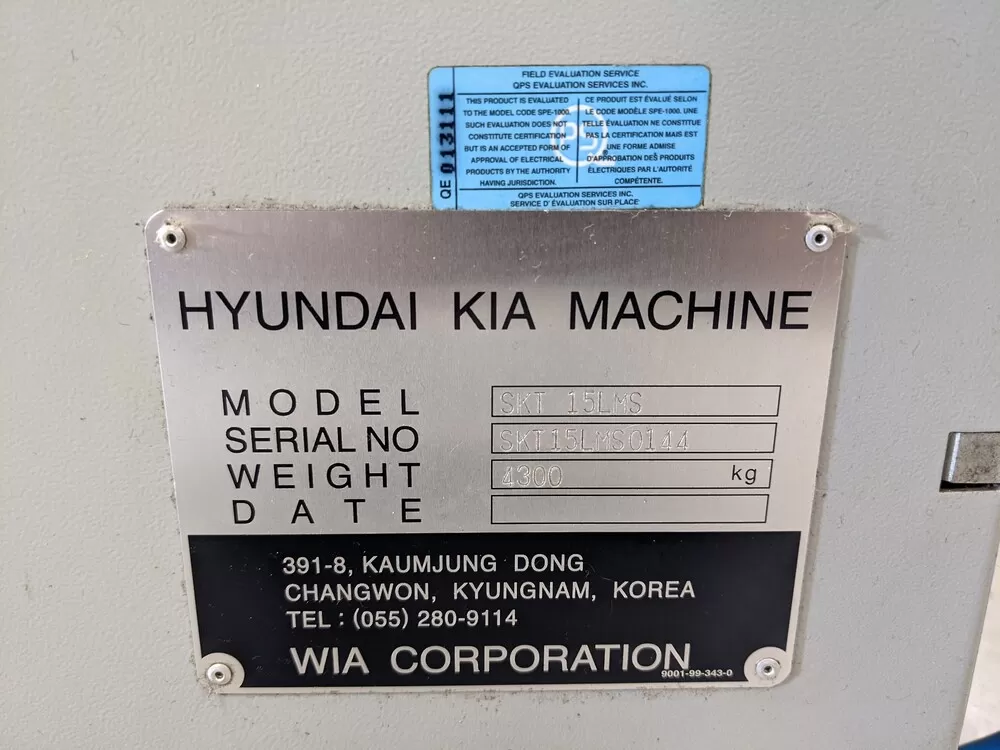 FIELD EVALUATION SERVICE
QPS EVALUATION SERVICES INC.
THIS PRODUCT IS EVALUATED
TO THE MODEL CODE SPE-1000.
SUCH EVALUATION DOES NOT
CONSTITUTE CERTIFICATION
BUT IS AN ACCEPTED FORM OF
APPROVAL OF ELECTRICAL
PRODUCTS BY THE AUTHORITY
HAVING JURISDICTION.
CE PRODUIT EST ÉVALUÉ SELON
LE CODE MODÈLE SPE-1000. UNE
TELLE ÉVALUATION NE CONSTITUE
PAS LA CERTIFICATION MAIS EST
UNE FORME ADMISE
D'APPROBATION DES PRODUITS
ÉLECTRIQUES PAR L'AUTORITÉ
COMPÉTENTE.
QPS EVALUATION SERVICES INC.
SERVICE D' ÉVALUATION SUR PLACE
QE 013111
HYUNDAI KIA MACHINE
MODEL SKT 15LMS
SERIAL NO SKT15LMS0144
WEIGHT 4300 kg
DATE
391-8, KAUMJUNG DONG
CHANGWON, KYUNGNAM, KOREA
TEL : (055) 280-9114
WIA CORPORATION
9001-99-343-0